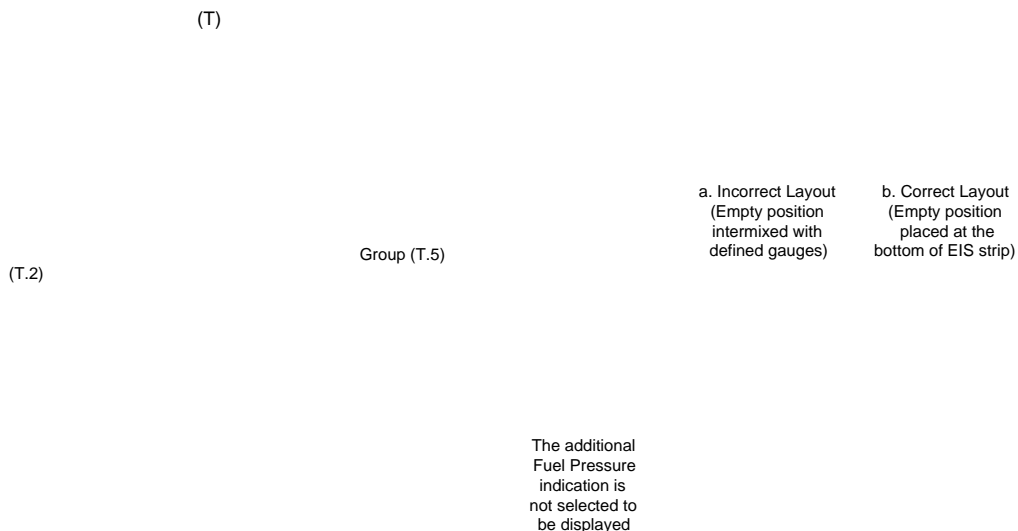 (T)
a. Incorrect Layout
(Empty position
intermixed with
defined gauges)
b. Correct Layout
(Empty position
placed at the
bottom of EIS strip)
Group (T.5)
(T.2)
The additional
Fuel Pressure
indication is
not selected to
be displayed